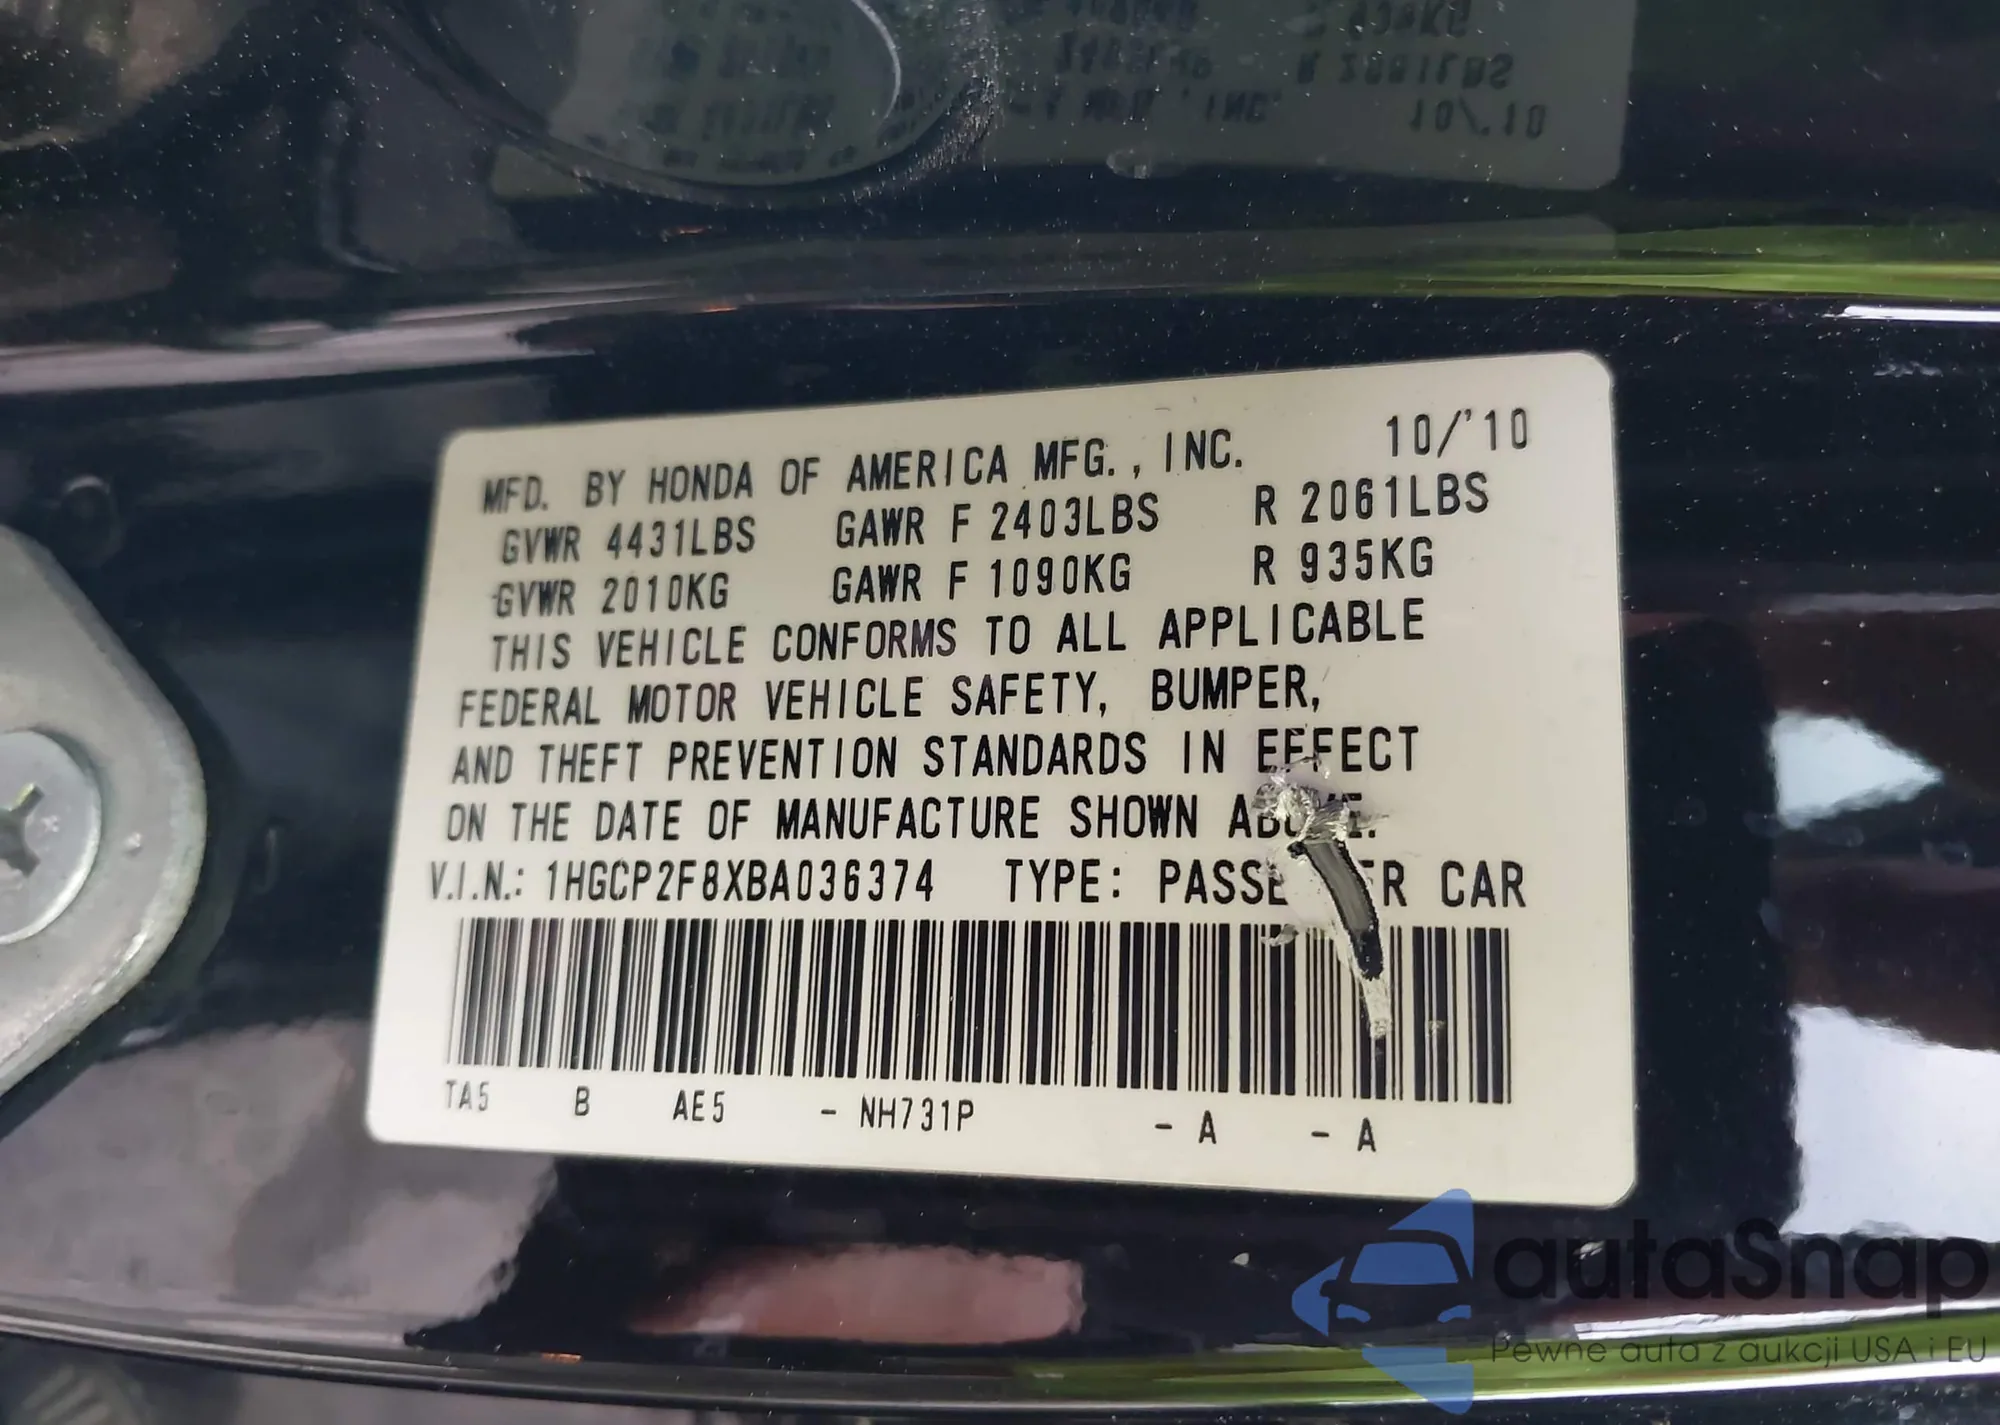 MFD. BY HONDA OF AMERICA MFG., INC. 10/'10
GVWR 4431LBS GAWR F 2403LBS R 2061LBS
GVWR 2010KG GAWR F 1090KG R 935KG
THIS VEHICLE CONFORMS TO ALL APPLICABLE
FEDERAL MOTOR VEHICLE SAFETY, BUMPER,
AND THEFT PREVENTION STANDARDS IN EFFECT
ON THE DATE OF MANUFACTURE SHOWN
V.I.N.: 1HGCP2F8XBA036374 TYPE: CAR
TA5 B AE5 - NH731P - A - A
autaSnap
Pewne auta z aukcji USA i EU